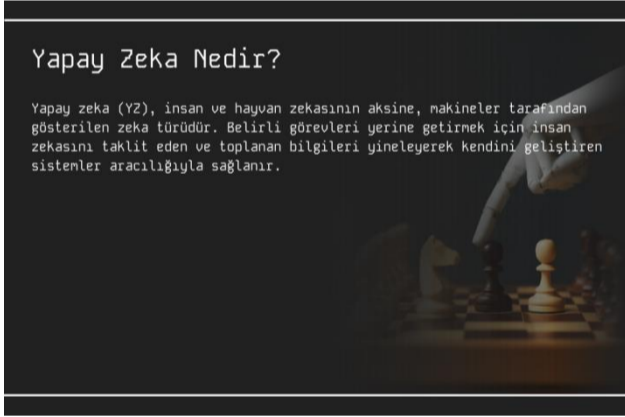 Yapay Zeka Nedir?
Yapay zeka (YZ), insan ve hayvan zekasının aksine, makineler tarafından
gösterilen zeka türüdür. Belirli görevleri yerine getirmek için insan
zekasını taklit eden ve toplanan bilgileri yineleyerek kendini geliştiren
sistemler aracılığıyla sağlanır.